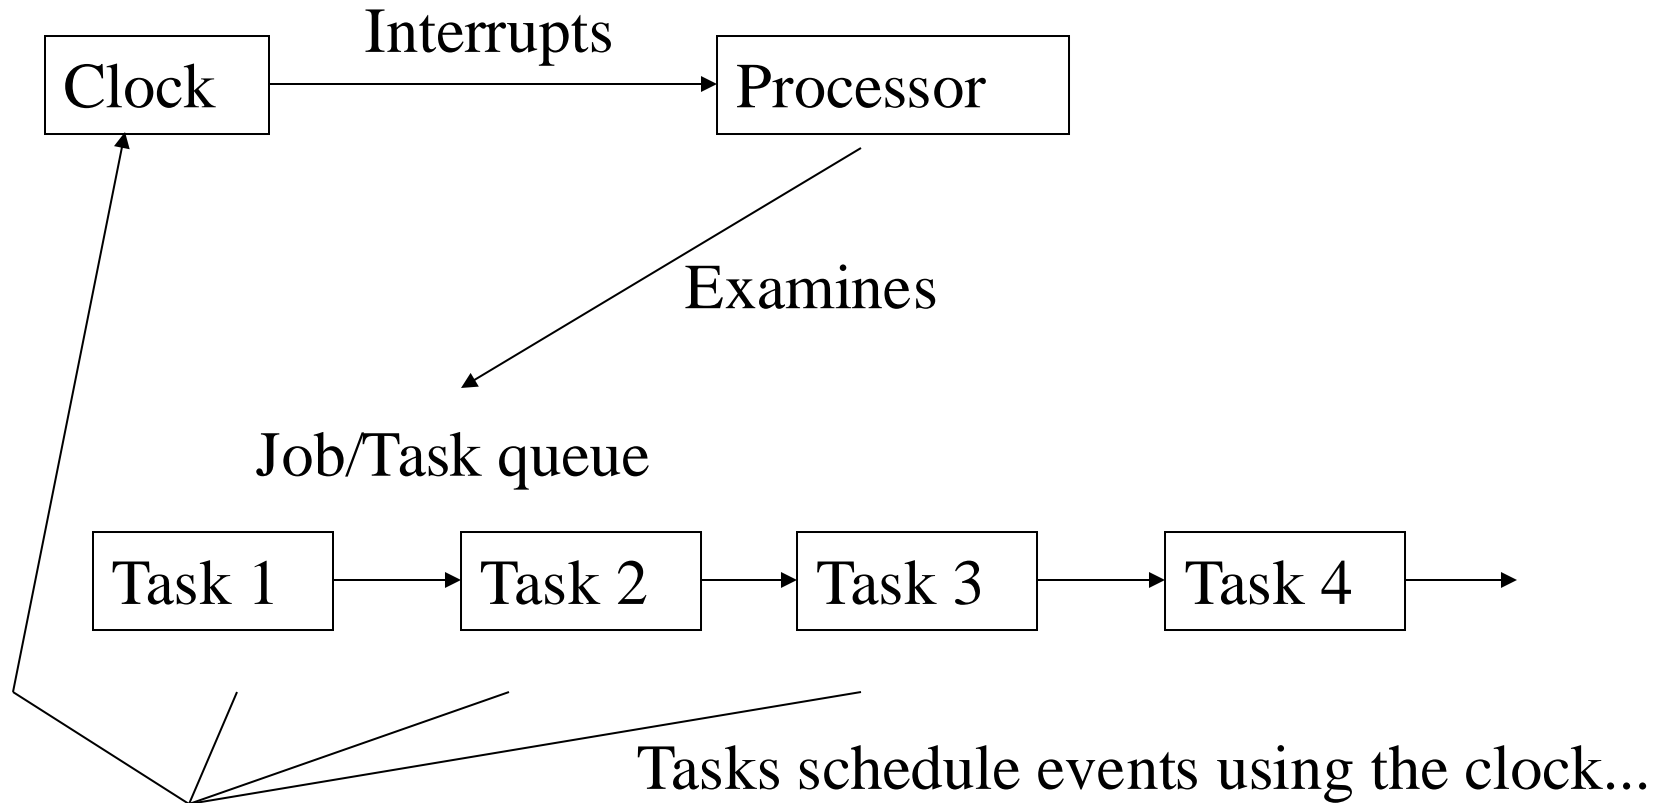 Interrupts
Clock
Processor
Examines
Job/Task queue
Task 1
Task 2
Task 3
Task 4
Tasks schedule events using the clock...